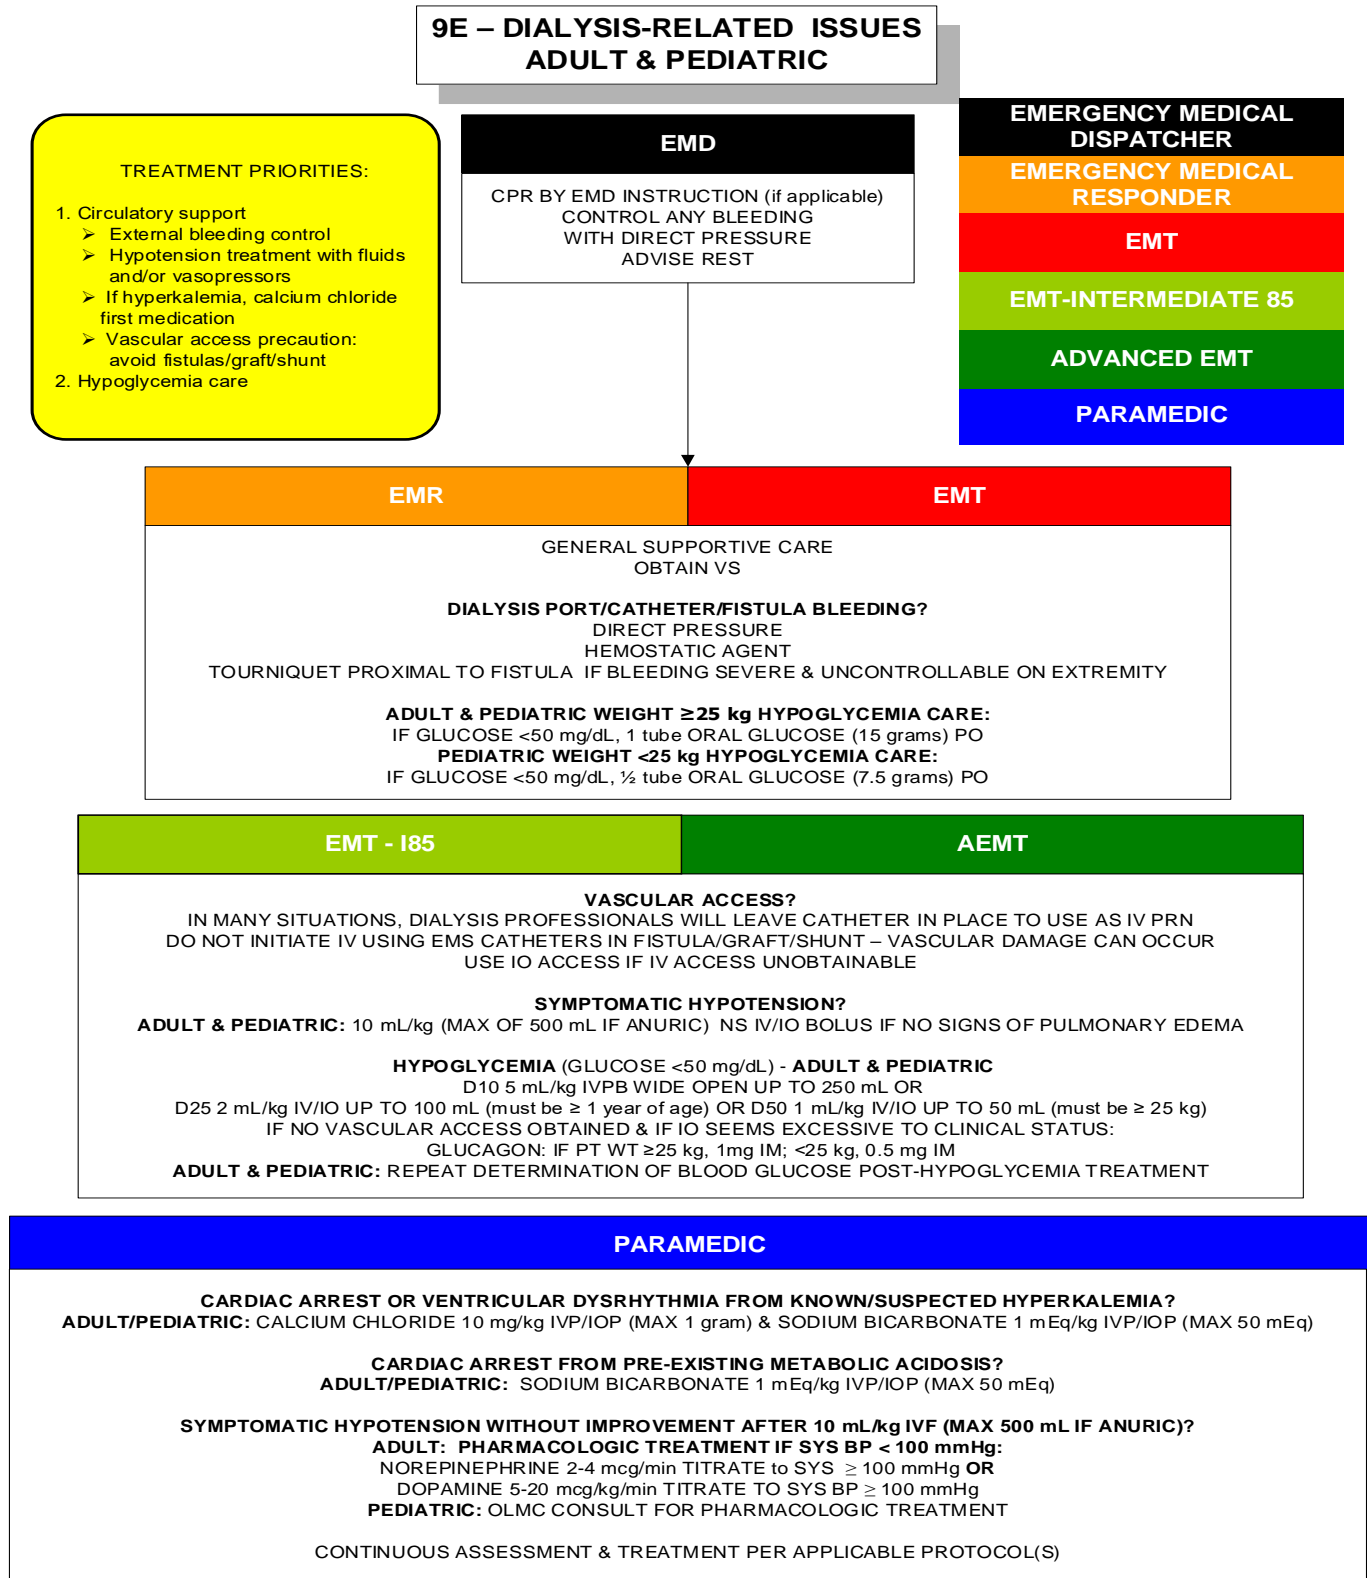 9E – DIALYSIS-RELATED ISSUES
ADULT & PEDIATRIC
TREATMENT PRIORITIES:
1. Circulatory support
➢ External bleeding control
➢ Hypotension treatment with fluids
and/or vasopressors
➢ If hyperkalemia, calcium chloride
first medication
➢ Vascular access precaution:
avoid fistulas/graft/shunt
2. Hypoglycemia care
EMD
CPR BY EMD INSTRUCTION (if applicable)
CONTROL ANY BLEEDING
WITH DIRECT PRESSURE
ADVISE REST
EMERGENCY MEDICAL
DISPATCHER
EMERGENCY MEDICAL
RESPONDER
EMT
EMT-INTERMEDIATE 85
ADVANCED EMT
PARAMEDIC
EMR
EMT
GENERAL SUPPORTIVE CARE
OBTAIN VS
DIALYSIS PORT/CATHETER/FISTULA BLEEDING?
DIRECT PRESSURE
HEMOSTATIC AGENT
TOURNIQUET PROXIMAL TO FISTULA IF BLEEDING SEVERE & UNCONTROLLABLE ON EXTREMITY
ADULT & PEDIATRIC WEIGHT ≥25 kg HYPOGLYCEMIA CARE:
IF GLUCOSE <50 mg/dL, 1 tube ORAL GLUCOSE (15 grams) PO
PEDIATRIC WEIGHT <25 kg HYPOGLYCEMIA CARE:
IF GLUCOSE <50 mg/dL, ½ tube ORAL GLUCOSE (7.5 grams) PO
EMT - I85
AEMT
VASCULAR ACCESS?
IN MANY SITUATIONS, DIALYSIS PROFESSIONALS WILL LEAVE CATHETER IN PLACE TO USE AS IV PRN
DO NOT INITIATE IV USING EMS CATHETERS IN FISTULA/GRAFT/SHUNT – VASCULAR DAMAGE CAN OCCUR
USE IO ACCESS IF IV ACCESS UNOBTAINABLE
SYMPTOMATIC HYPOTENSION?
ADULT & PEDIATRIC: 10 mL/kg (MAX OF 500 mL IF ANURIC) NS IV/IO BOLUS IF NO SIGNS OF PULMONARY EDEMA
HYPOGLYCEMIA (GLUCOSE <50 mg/dL) - ADULT & PEDIATRIC
D10 5 mL/kg IVPB WIDE OPEN UP TO 250 mL OR
D25 2 mL/kg IV/IO UP TO 100 mL (must be ≥ 1 year of age) OR D50 1 mL/kg IV/IO UP TO 50 mL (must be ≥ 25 kg)
IF NO VASCULAR ACCESS OBTAINED & IF IO SEEMS EXCESSIVE TO CLINICAL STATUS:
GLUCAGON: IF PT WT ≥25 kg, 1mg IM; <25 kg, 0.5 mg IM
ADULT & PEDIATRIC: REPEAT DETERMINATION OF BLOOD GLUCOSE POST-HYPOGLYCEMIA TREATMENT
PARAMEDIC
CARDIAC ARREST OR VENTRICULAR DYSRHYTHMIA FROM KNOWN/SUSPECTED HYPERKALEMIA?
ADULT/PEDIATRIC: CALCIUM CHLORIDE 10 mg/kg IVP/IOP (MAX 1 gram) & SODIUM BICARBONATE 1 mEq/kg IVP/IOP (MAX 50 mEq)
CARDIAC ARREST FROM PRE-EXISTING METABOLIC ACIDOSIS?
ADULT/PEDIATRIC: SODIUM BICARBONATE 1 mEq/kg IVP/IOP (MAX 50 mEq)
SYMPTOMATIC HYPOTENSION WITHOUT IMPROVEMENT AFTER 10 mL/kg IVF (MAX 500 mL IF ANURIC)?
ADULT: PHARMACOLOGIC TREATMENT IF SYS BP < 100 mmHg:
NOREPINEPHRINE 2-4 mcg/min TITRATE to SYS ≥ 100 mmHg OR
DOPAMINE 5-20 mcg/kg/min TITRATE TO SYS BP ≥ 100 mmHg
PEDIATRIC: OLMC CONSULT FOR PHARMACOLOGIC TREATMENT
CONTINUOUS ASSESSMENT & TREATMENT PER APPLICABLE PROTOCOL(S)